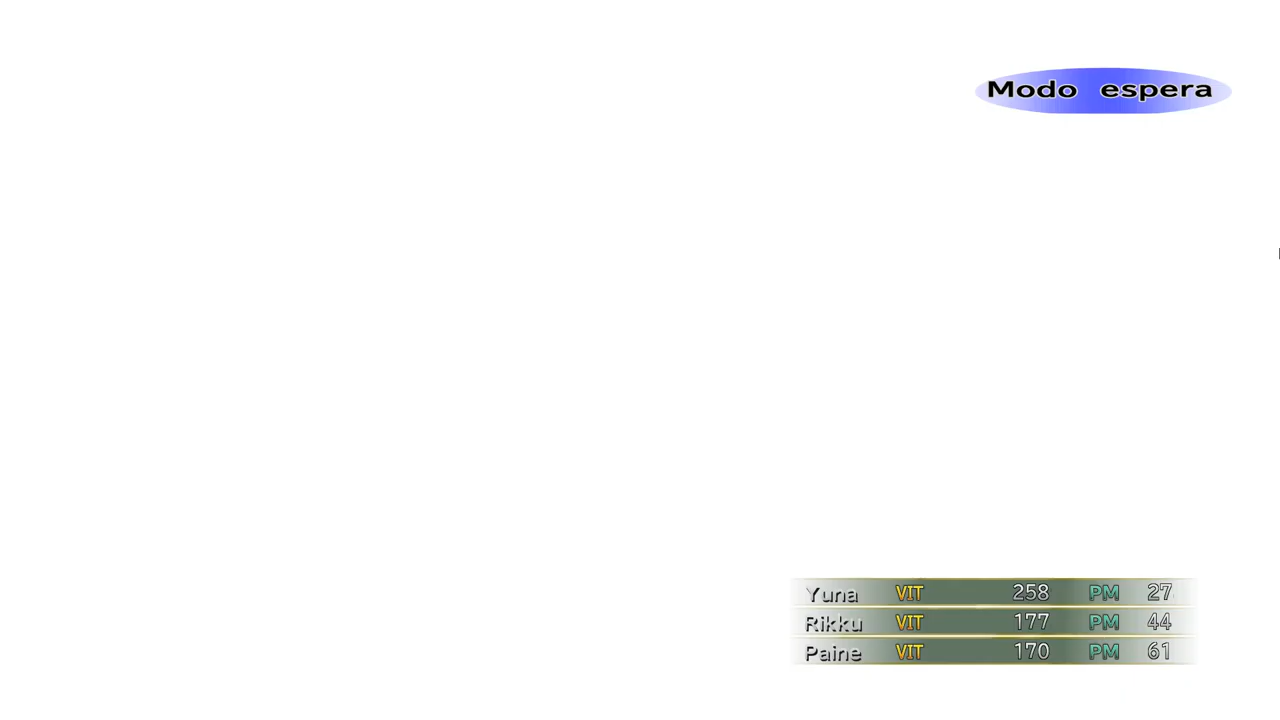 Modo espera
Yuna VIT 258 PM 27
Rikku VIT 177 PM 44
Paine VIT 170 PM 61